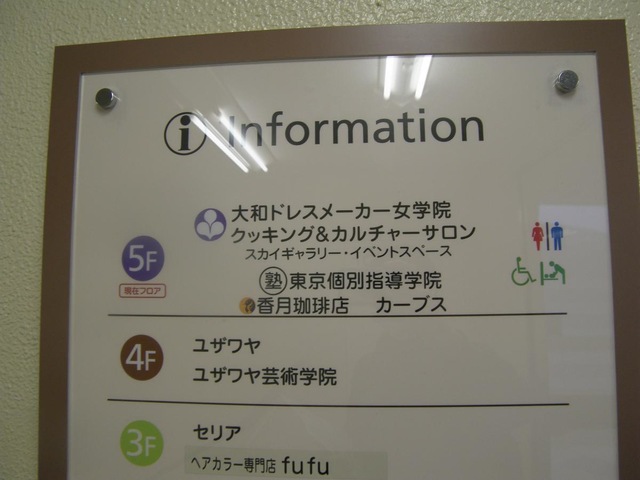 i Information
大和ドレスメーカー女学院
クッキング&カルチャーサロン
スカイギャラリー・イベントスペース
5F
現在フロア
塾 東京個別指導学院
香月珈琲店 カーブス
4F
ユザワヤ
ユザワヤ芸術学院
3F
セリア
ヘアカラー専門店 fufu